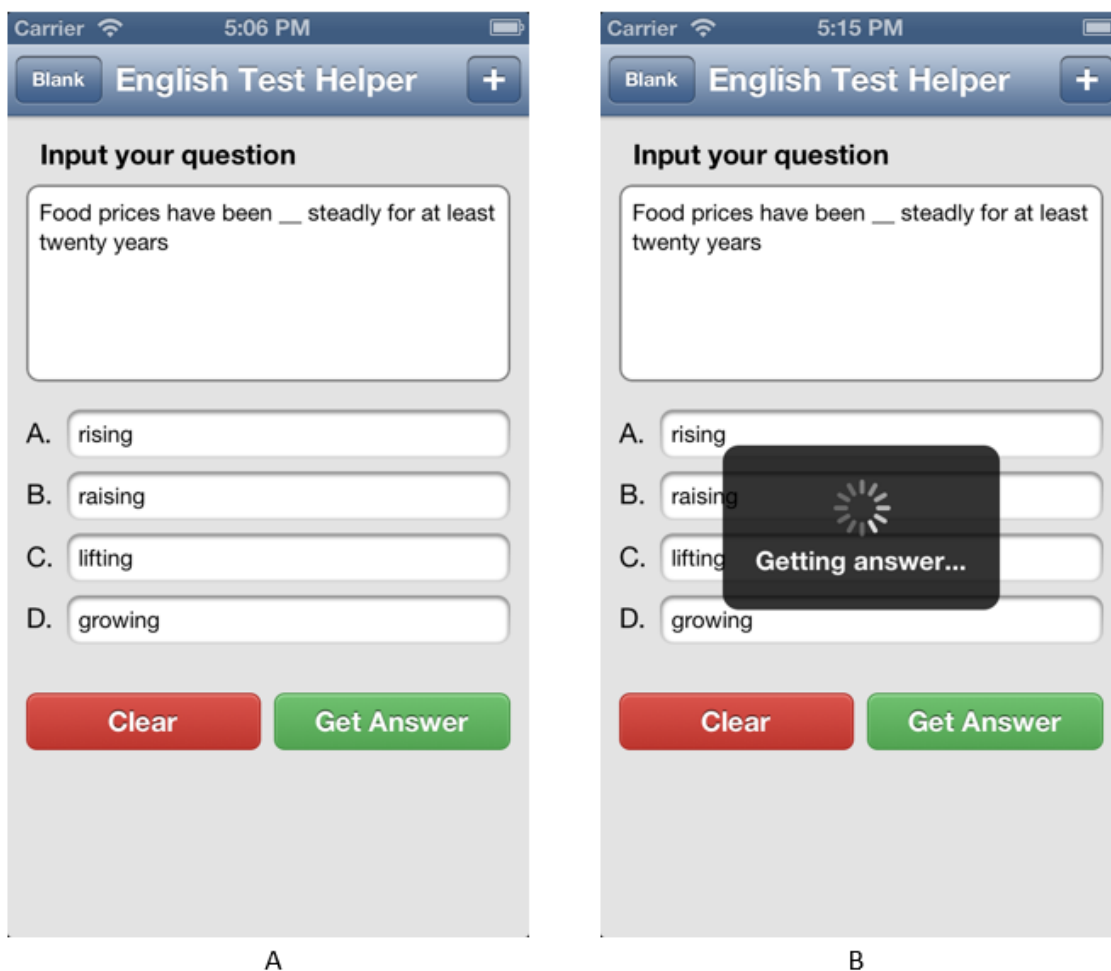 Carrier 5:06 PM
Blank English Test Helper +
Input your question
Food prices have been __ steadily for at least
twenty years
A. rising
B. raising
C. lifting
D. growing
Clear Get Answer
A
Carrier 5:15 PM
Blank English Test Helper +
Input your question
Food prices have been __ steadily for at least
twenty years
A. rising
B. raising
C. lifting
Getting answer...
D. growing
Clear Get Answer
B